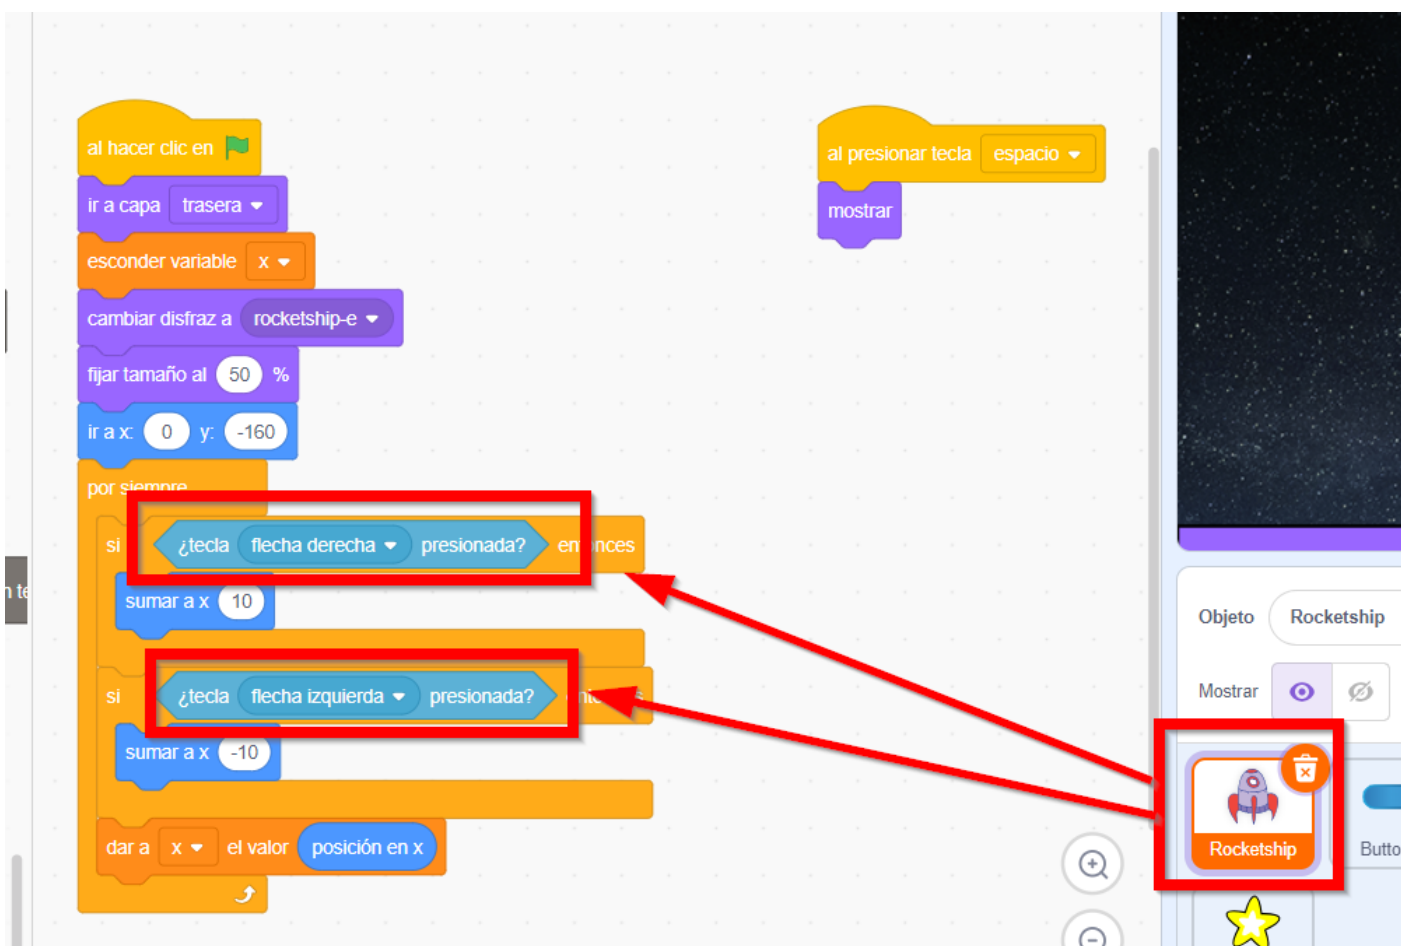 al hacer clic en
ir a capa trasera
esconder variable x
cambiar disfraz a rocketship-e
fijar tamaño al 50 %
ir a x: 0 y: -160
por siempre
si ¿tecla flecha derecha presionada? entonces
sumar a x 10
si ¿tecla flecha izquierda presionada?
sumar a x -10
dar a x el valor posición en x
al presionar tecla espacio
mostrar
Objeto Rocketship
Mostrar
Rocketship
Butto